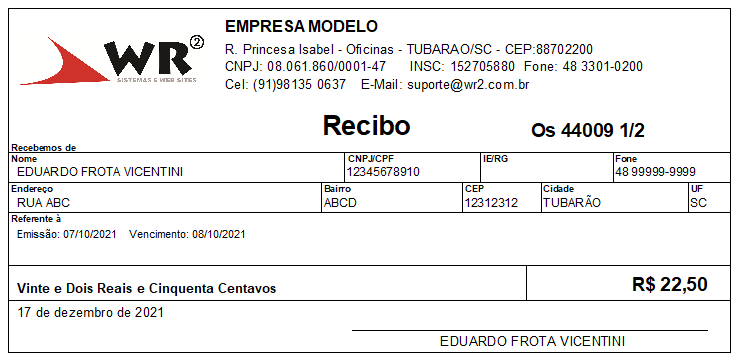 WR²
SISTEMAS E WEB SITES
EMPRESA MODELO
R. Princesa Isabel - Oficinas - TUBARAO/SC - CEP:88702200
CNPJ: 08.061.860/0001-47 INSC: 152705880 Fone: 48 3301-0200
Cel: (91)98135 0637 E-Mail: suporte@wr2.com.br
Recibo Os 44009 1/2
Recebemos de
Nome CNPJ/CPF IE/RG Fone
EDUARDO FROTA VICENTINI 12345678910 48 99999-9999
Endereço Bairro CEP Cidade UF
RUA ABC ABCD 12312312 TUBARÃO SC
Referente à
Emissão: 07/10/2021 Vencimento: 08/10/2021
Vinte e Dois Reais e Cinquenta Centavos R$ 22,50
17 de dezembro de 2021
EDUARDO FROTA VICENTINI